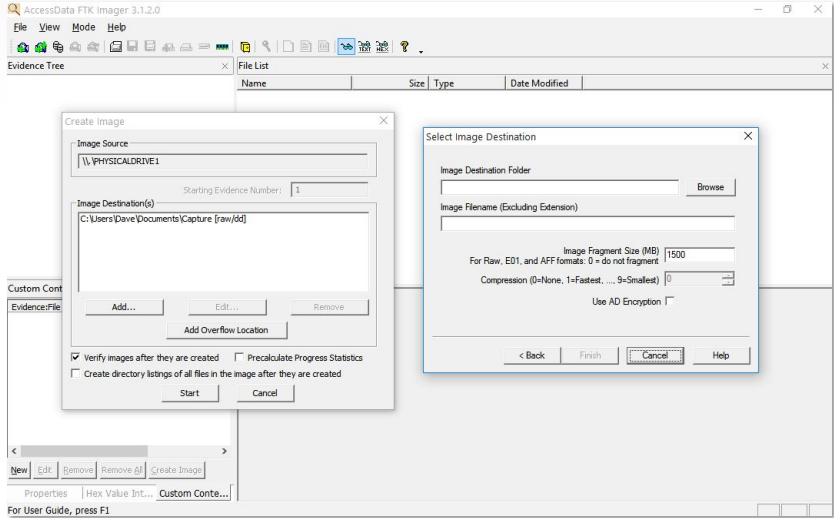 AccessData FTK Imager 3.1.2.0
File View Mode Help
Evidence Tree
File List
Name Size Type Date Modified
Create Image
Image Source
\\.\PHYSICALDRIVE1
Starting Evidence Number: 1
Image Destination(s)
C:\Users\Dave\Documents\Capture [raw/dd]
Add... Edit... Remove
Add Overflow Location
Verify images after they are created Precalculate Progress Statistics
Create directory listings of all files in the image after they are created
Start Cancel
Select Image Destination
Image Destination Folder
Browse
Image Filename (Excluding Extension)
Image Fragment Size (MB) 1500
For Raw, E01, and AFF formats: 0 = do not fragment
Compression (0=None, 1=Fastest, ..., 9=Smallest) 0
Use AD Encryption
< Back Finish Cancel Help
Custom Cont
Evidence:File
New Edit Remove Remove All Create Image
Properties Hex Value Int... Custom Conte...
For User Guide, press F1